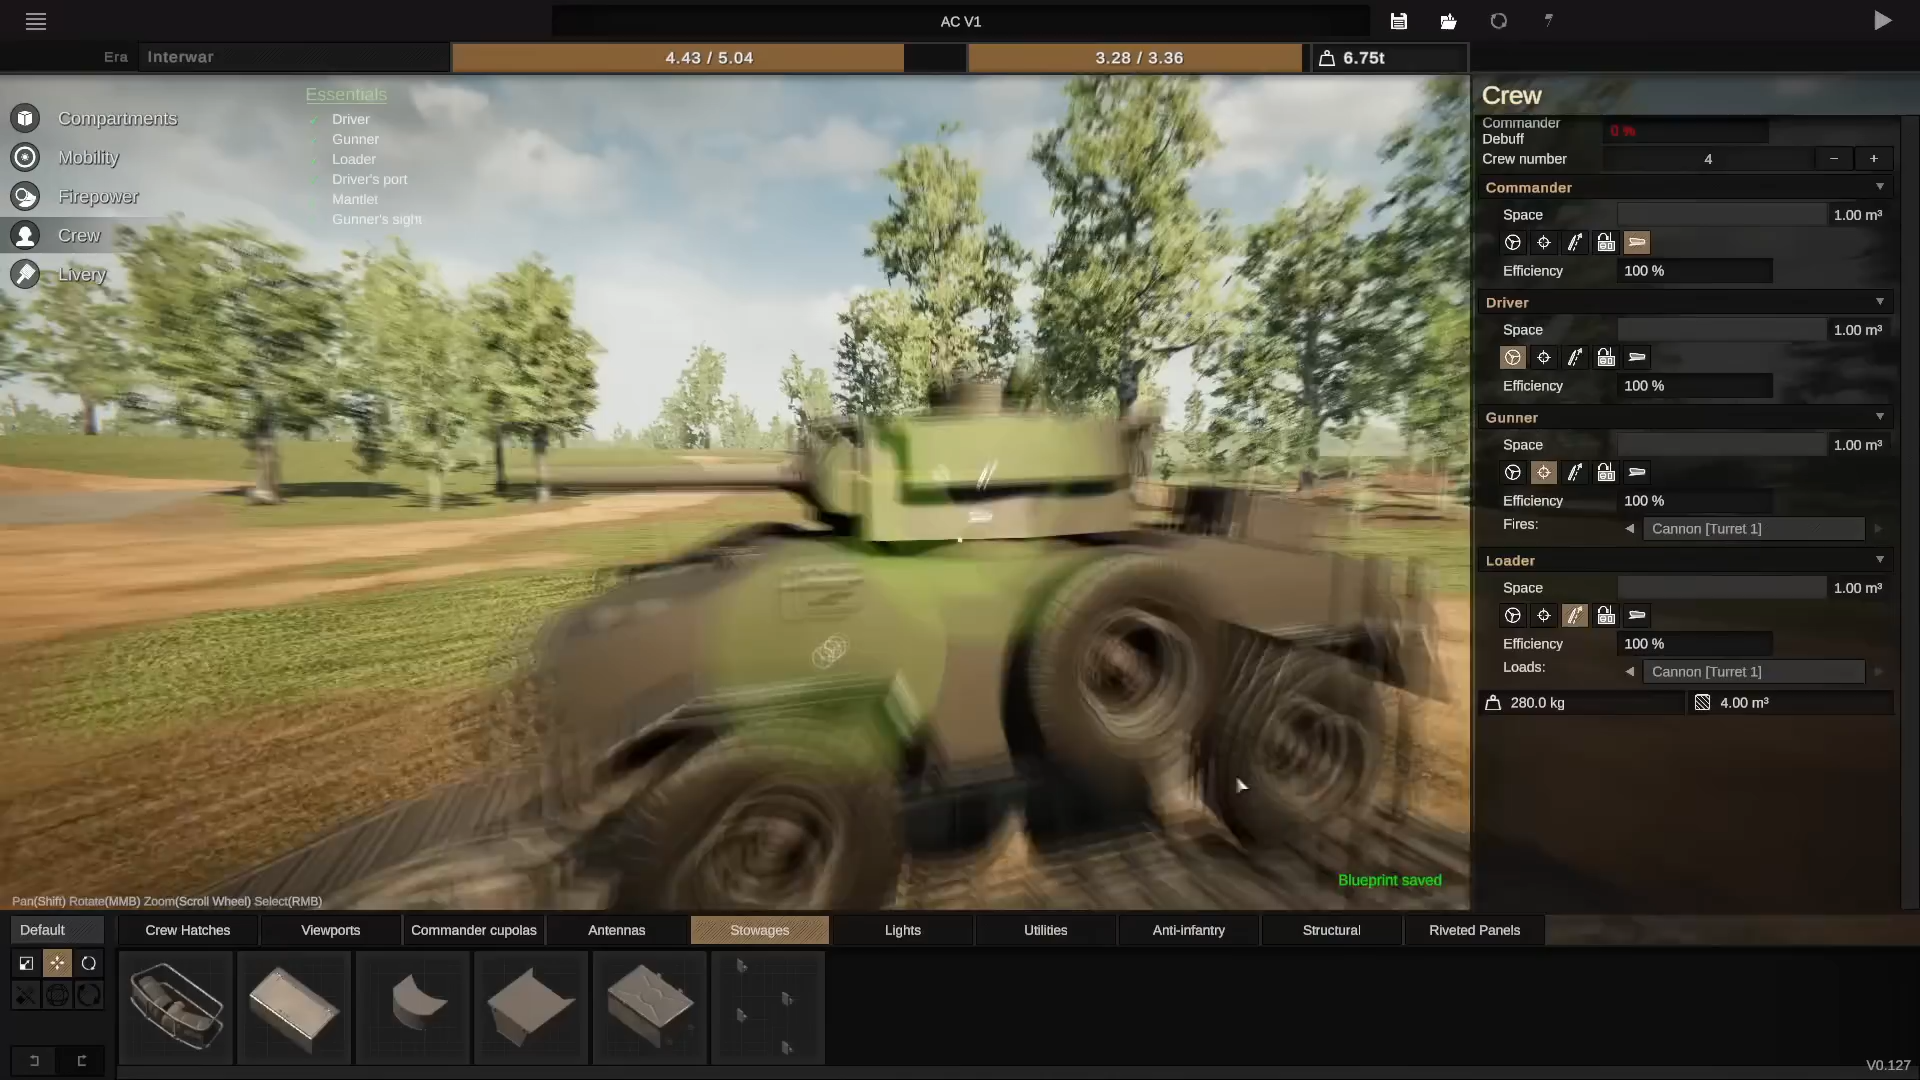 AC V1
Era Interwar 4.43 / 5.04 3.28 / 3.36 6.75t
Compartments
Mobility
Firepower
Crew
Livery
Essentials
Driver
Gunner
Loader
Driver's port
Mantlet
Gunner's sight
Crew
Commander
Debuff
0 %
Crew number 4 - +
Commander
Space 1.00 m³
Efficiency 100 %
Driver
Space 1.00 m³
Efficiency 100 %
Gunner
Space 1.00 m³
Efficiency 100 %
Fires: Cannon [Turret 1]
Loader
Space 1.00 m³
Efficiency 100 %
Loads: Cannon [Turret 1]
280.0 kg 4.00 m³
Blueprint saved
Pan(Shift) Rotate(MMB) Zoom(Scroll Wheel) Select(RMB)
Default Crew Hatches Viewports Commander cupolas Antennas Stowages Lights Utilities Anti-infantry Structural Riveted Panels
V0.127